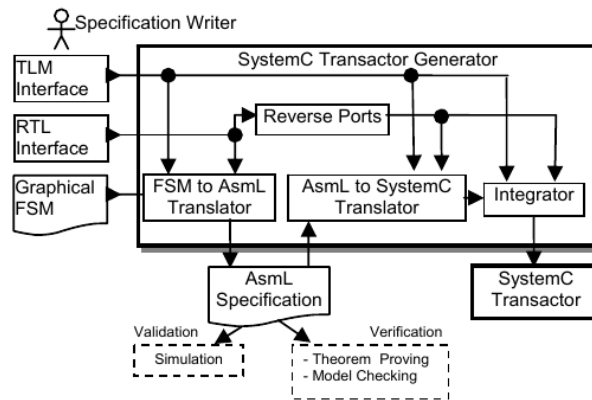 Specification Writer
TLM
Interface
SystemC Transactor Generator
RTL
Interface
Reverse Ports
Graphical
FSM
FSM to AsmL
Translator
AsmL to SystemC
Translator
Integrator
AsmL
Specification
SystemC
Transactor
Validation
Verification
Simulation
- Theorem Proving
- Model Checking